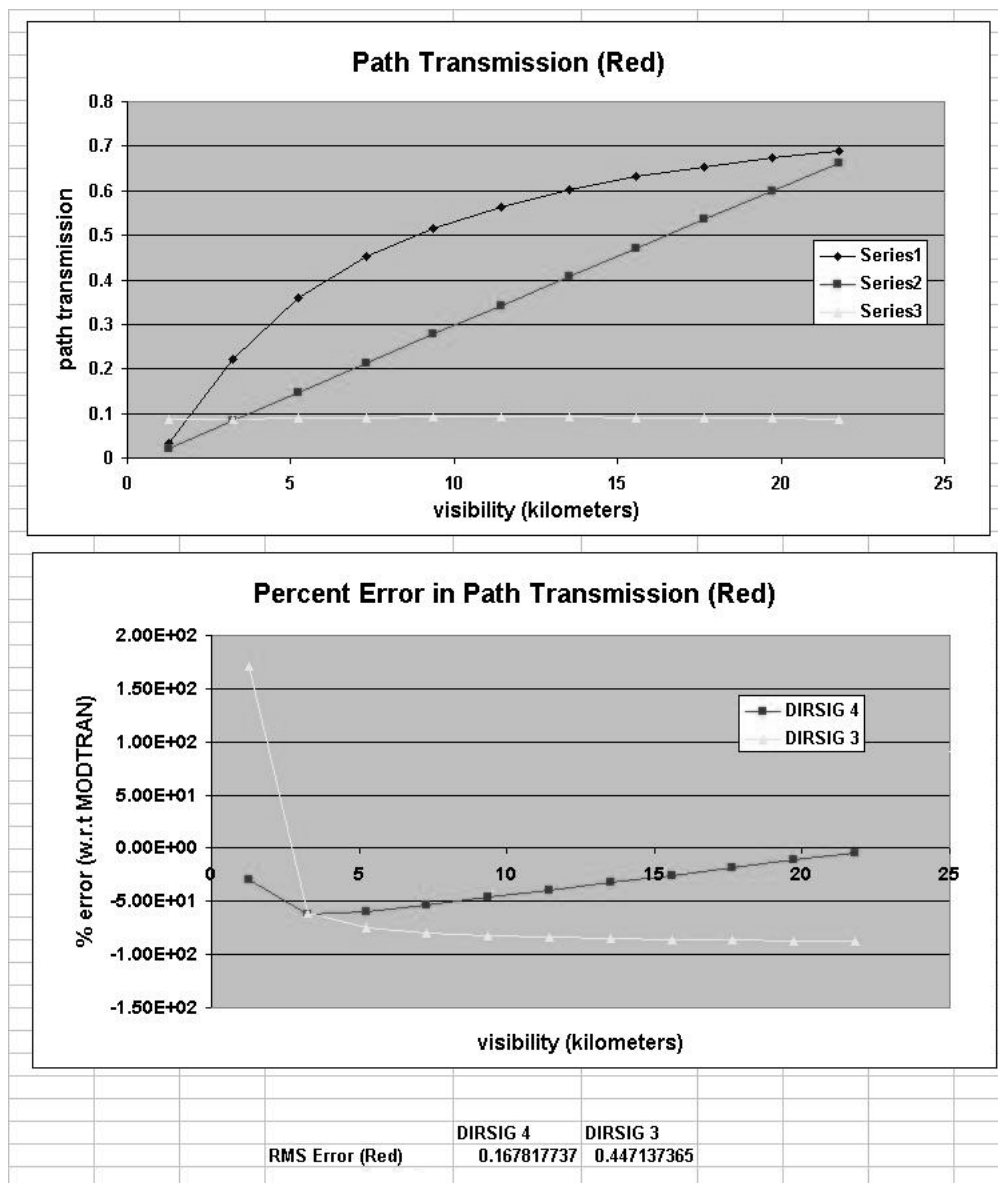 Path Transmission (Red)
0.8
0.7
0.6
0.5
0.4
0.3
0.2
0.1
0
path transmission
0 5 10 15 20 25
visibility (kilometers)
Series1
Series2
Series3
Percent Error in Path Transmission (Red)
2.00E+02
1.50E+02
1.00E+02
5.00E+01
0.00E+00
-5.00E+01
-1.00E+02
-1.50E+02
% error (w.r.t MODTRAN)
0 5 10 15 20 25
DIRSIG 4
DIRSIG 3
visibility (kilometers)
DIRSIG 4 DIRSIG 3
RMS Error (Red) 0.167817737 0.447137365